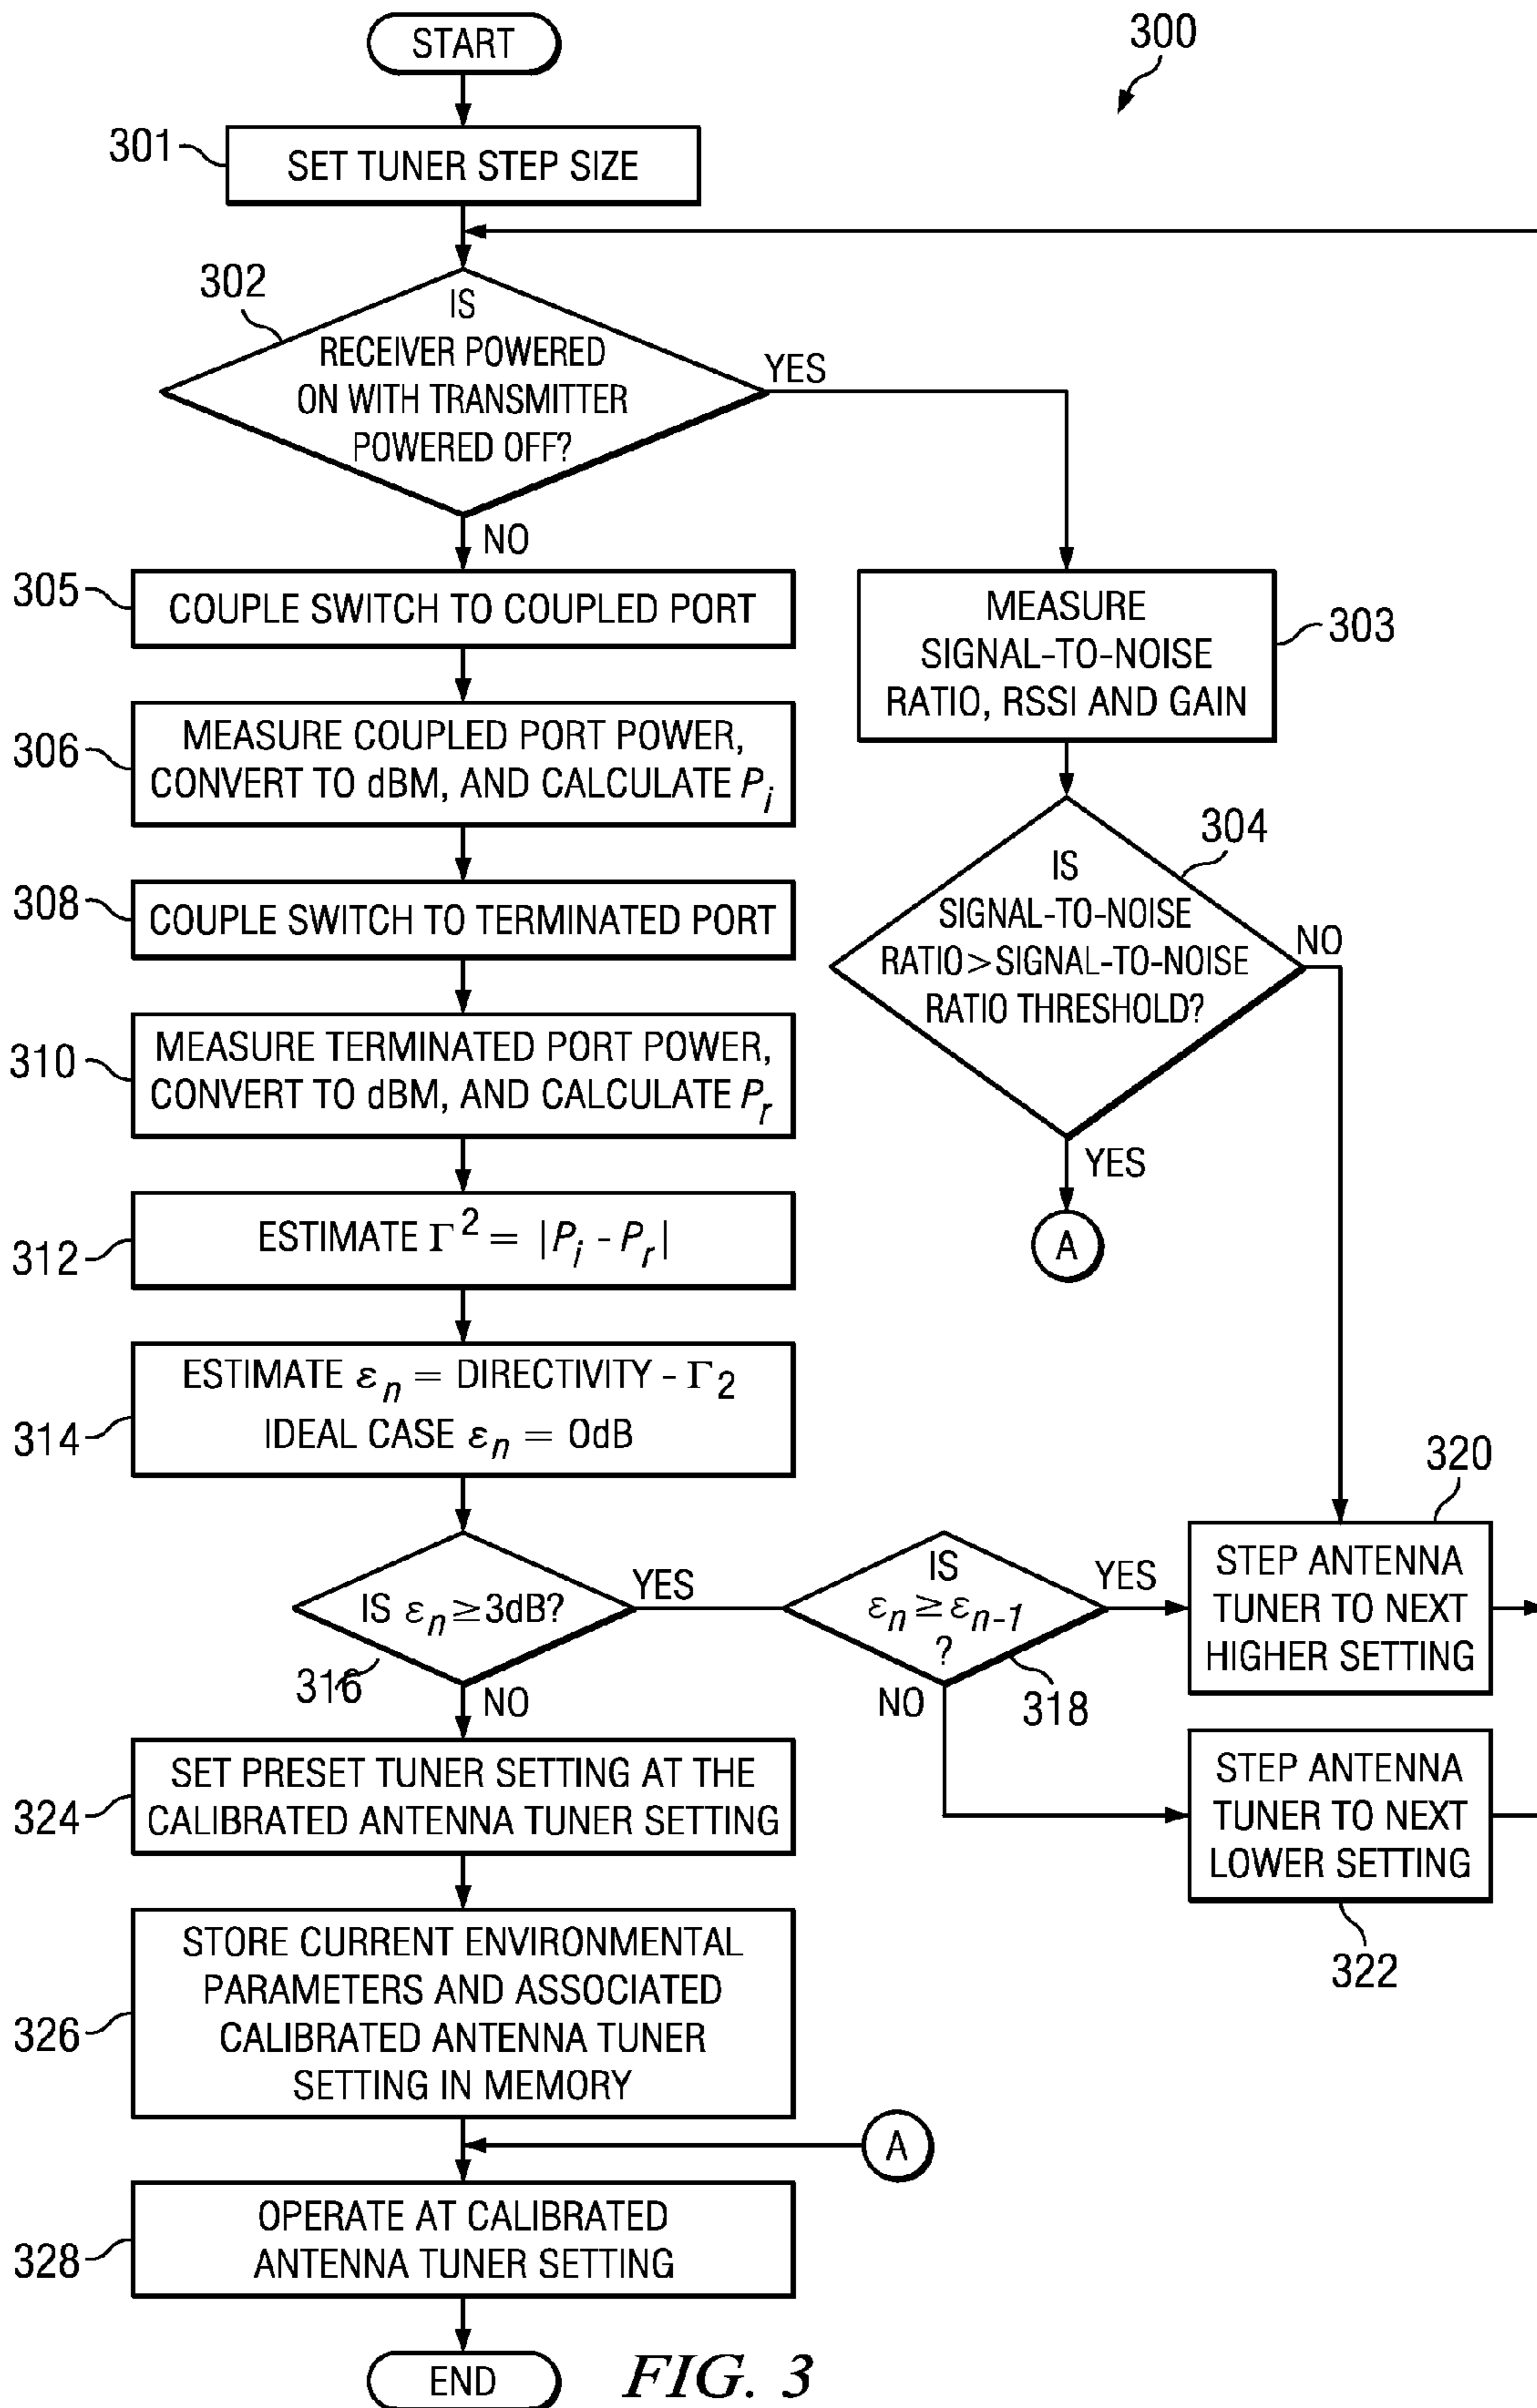 START
300
301
SET TUNER STEP SIZE
302
IS
RECEIVER POWERED
ON WITH TRANSMITTER
POWERED OFF?
YES
NO
305
COUPLE SWITCH TO COUPLED PORT
MEASURE
SIGNAL-TO-NOISE
RATIO, RSSI AND GAIN
303
306
MEASURE COUPLED PORT POWER,
CONVERT TO dBM, AND CALCULATE Pi
304
IS
SIGNAL-TO-NOISE
RATIO>SIGNAL-TO-NOISE
RATIO THRESHOLD?
NO
YES
A
308
COUPLE SWITCH TO TERMINATED PORT
310
MEASURE TERMINATED PORT POWER,
CONVERT TO dBM, AND CALCULATE Pr
312
ESTIMATE Γ² = |Pi - Pr|
314
ESTIMATE εn = DIRECTIVITY - Γ2
IDEAL CASE εn = 0dB
316
IS εn ≥ 3dB?
YES
NO
IS
εn ≥ εn-1
?
318
YES
NO
320
STEP ANTENNA
TUNER TO NEXT
HIGHER SETTING
STEP ANTENNA
TUNER TO NEXT
LOWER SETTING
322
324
SET PRESET TUNER SETTING AT THE
CALIBRATED ANTENNA TUNER SETTING
326
STORE CURRENT ENVIRONMENTAL
PARAMETERS AND ASSOCIATED
CALIBRATED ANTENNA TUNER
SETTING IN MEMORY
A
328
OPERATE AT CALIBRATED
ANTENNA TUNER SETTING
END
FIG. 3